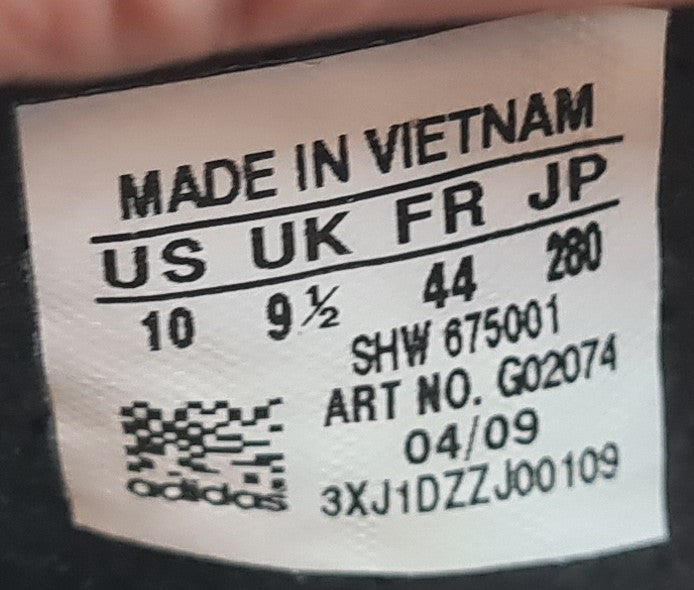 MADE IN VIETNAM
US UK FR JP
10 9½ 44 280
SHW 675001
ART NO. G02074
04/09
adidas 3XJ1DZZJ00109